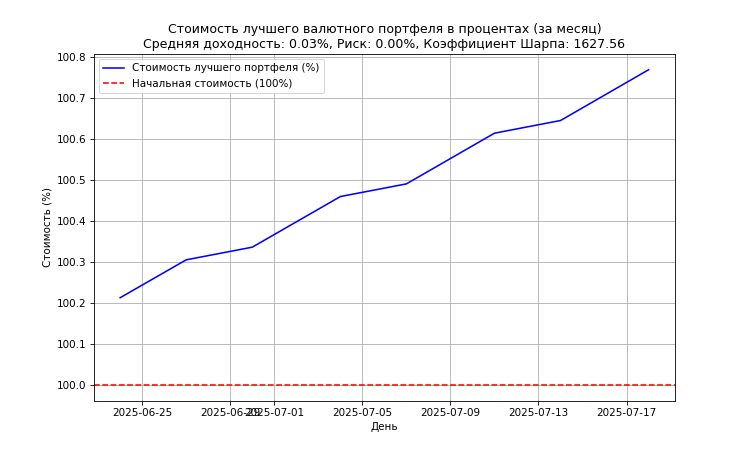 Стоимость лучшего валютного портфеля в процентах (за месяц)
Средняя доходность: 0.03%, Риск: 0.00%, Коэффициент Шарпа: 1627.56
Стоимость лучшего портфеля (%)
Начальная стоимость (100%)
Стоимость (%)
100.8
100.7
100.6
100.5
100.4
100.3
100.2
100.1
100.0
2025-06-25
2025-06-29
2025-07-01
2025-07-05
2025-07-09
2025-07-13
2025-07-17
День